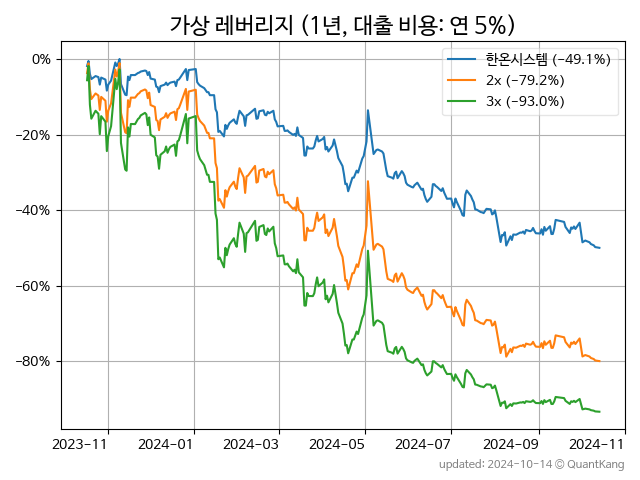 가상 레버리지 (1년, 대출 비용: 연 5%)
한온시스템 (−49.1%)
2x (−79.2%)
3x (−93.0%)
0%
−20%
−40%
−60%
−80%
2023-11 2024-01 2024-03 2024-05 2024-07 2024-09 2024-11
updated: 2024-10-14 © QuantKang